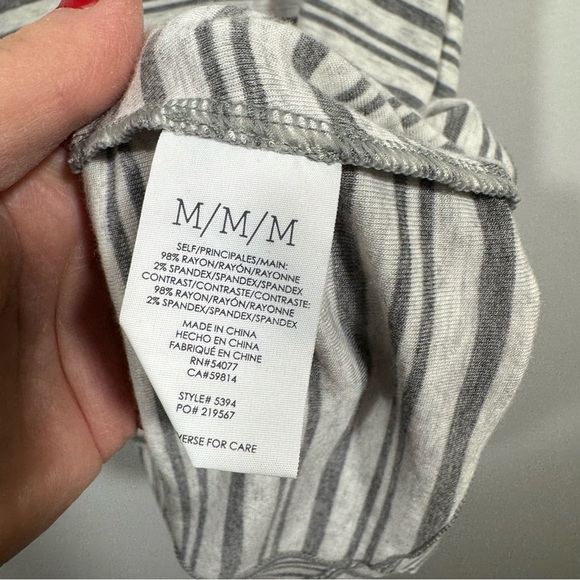 M/M/M
SELF/PRINCIPALES/MAIN:
98% RAYON/RAYÓN/RAYONNE
2% SPANDEX/SPANDEX/SPANDEX
CONTRAST/CONTRASTE/CONTRASTE:
98% RAYON/RAYÓN/RAYONNE
2% SPANDEX/SPANDEX/SPANDEX
MADE IN CHINA
HECHO EN CHINA
FABRIQUÉ EN CHINE
RN#54077
CA#59814
STYLE# 5394
PO# 219567
VERSE FOR CARE